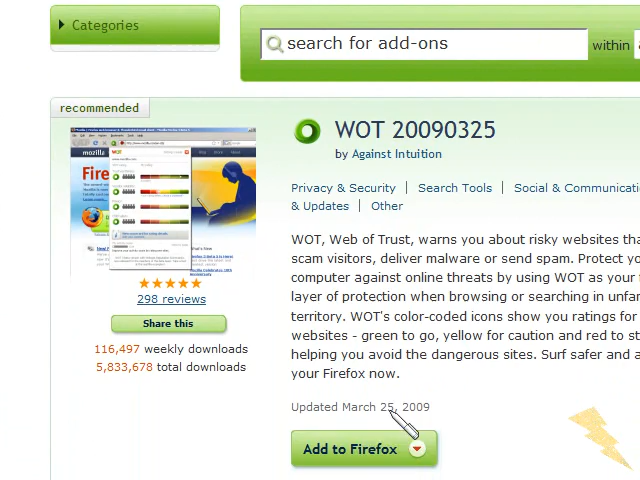 Categories
search for add-ons
within
recommended
WOT 20090325
by Against Intuition
Privacy & Security | Search Tools | Social & Communicati
& Updates | Other
WOT, Web of Trust, warns you about risky websites tha
scam visitors, deliver malware or send spam. Protect yo
computer against online threats by using WOT as your f
layer of protection when browsing or searching in unfam
territory. WOT's color-coded icons show you ratings for
websites - green to go, yellow for caution and red to st
helping you avoid the dangerous sites. Surf safer and a
your Firefox now.
Updated March 25, 2009
Add to Firefox
mozilla
WOT
298 reviews
Share this
116,497 weekly downloads
5,833,678 total downloads